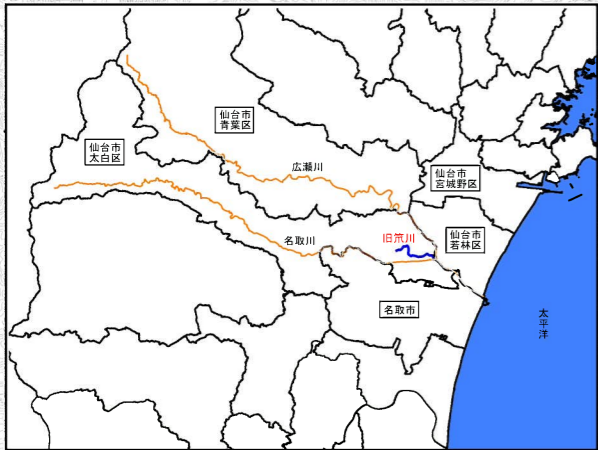 仙台市
青葉区
仙台市
太白区
広瀬川
仙台市
宮城野区
名取川
旧笊川
仙台市
若林区
名取市
太平洋